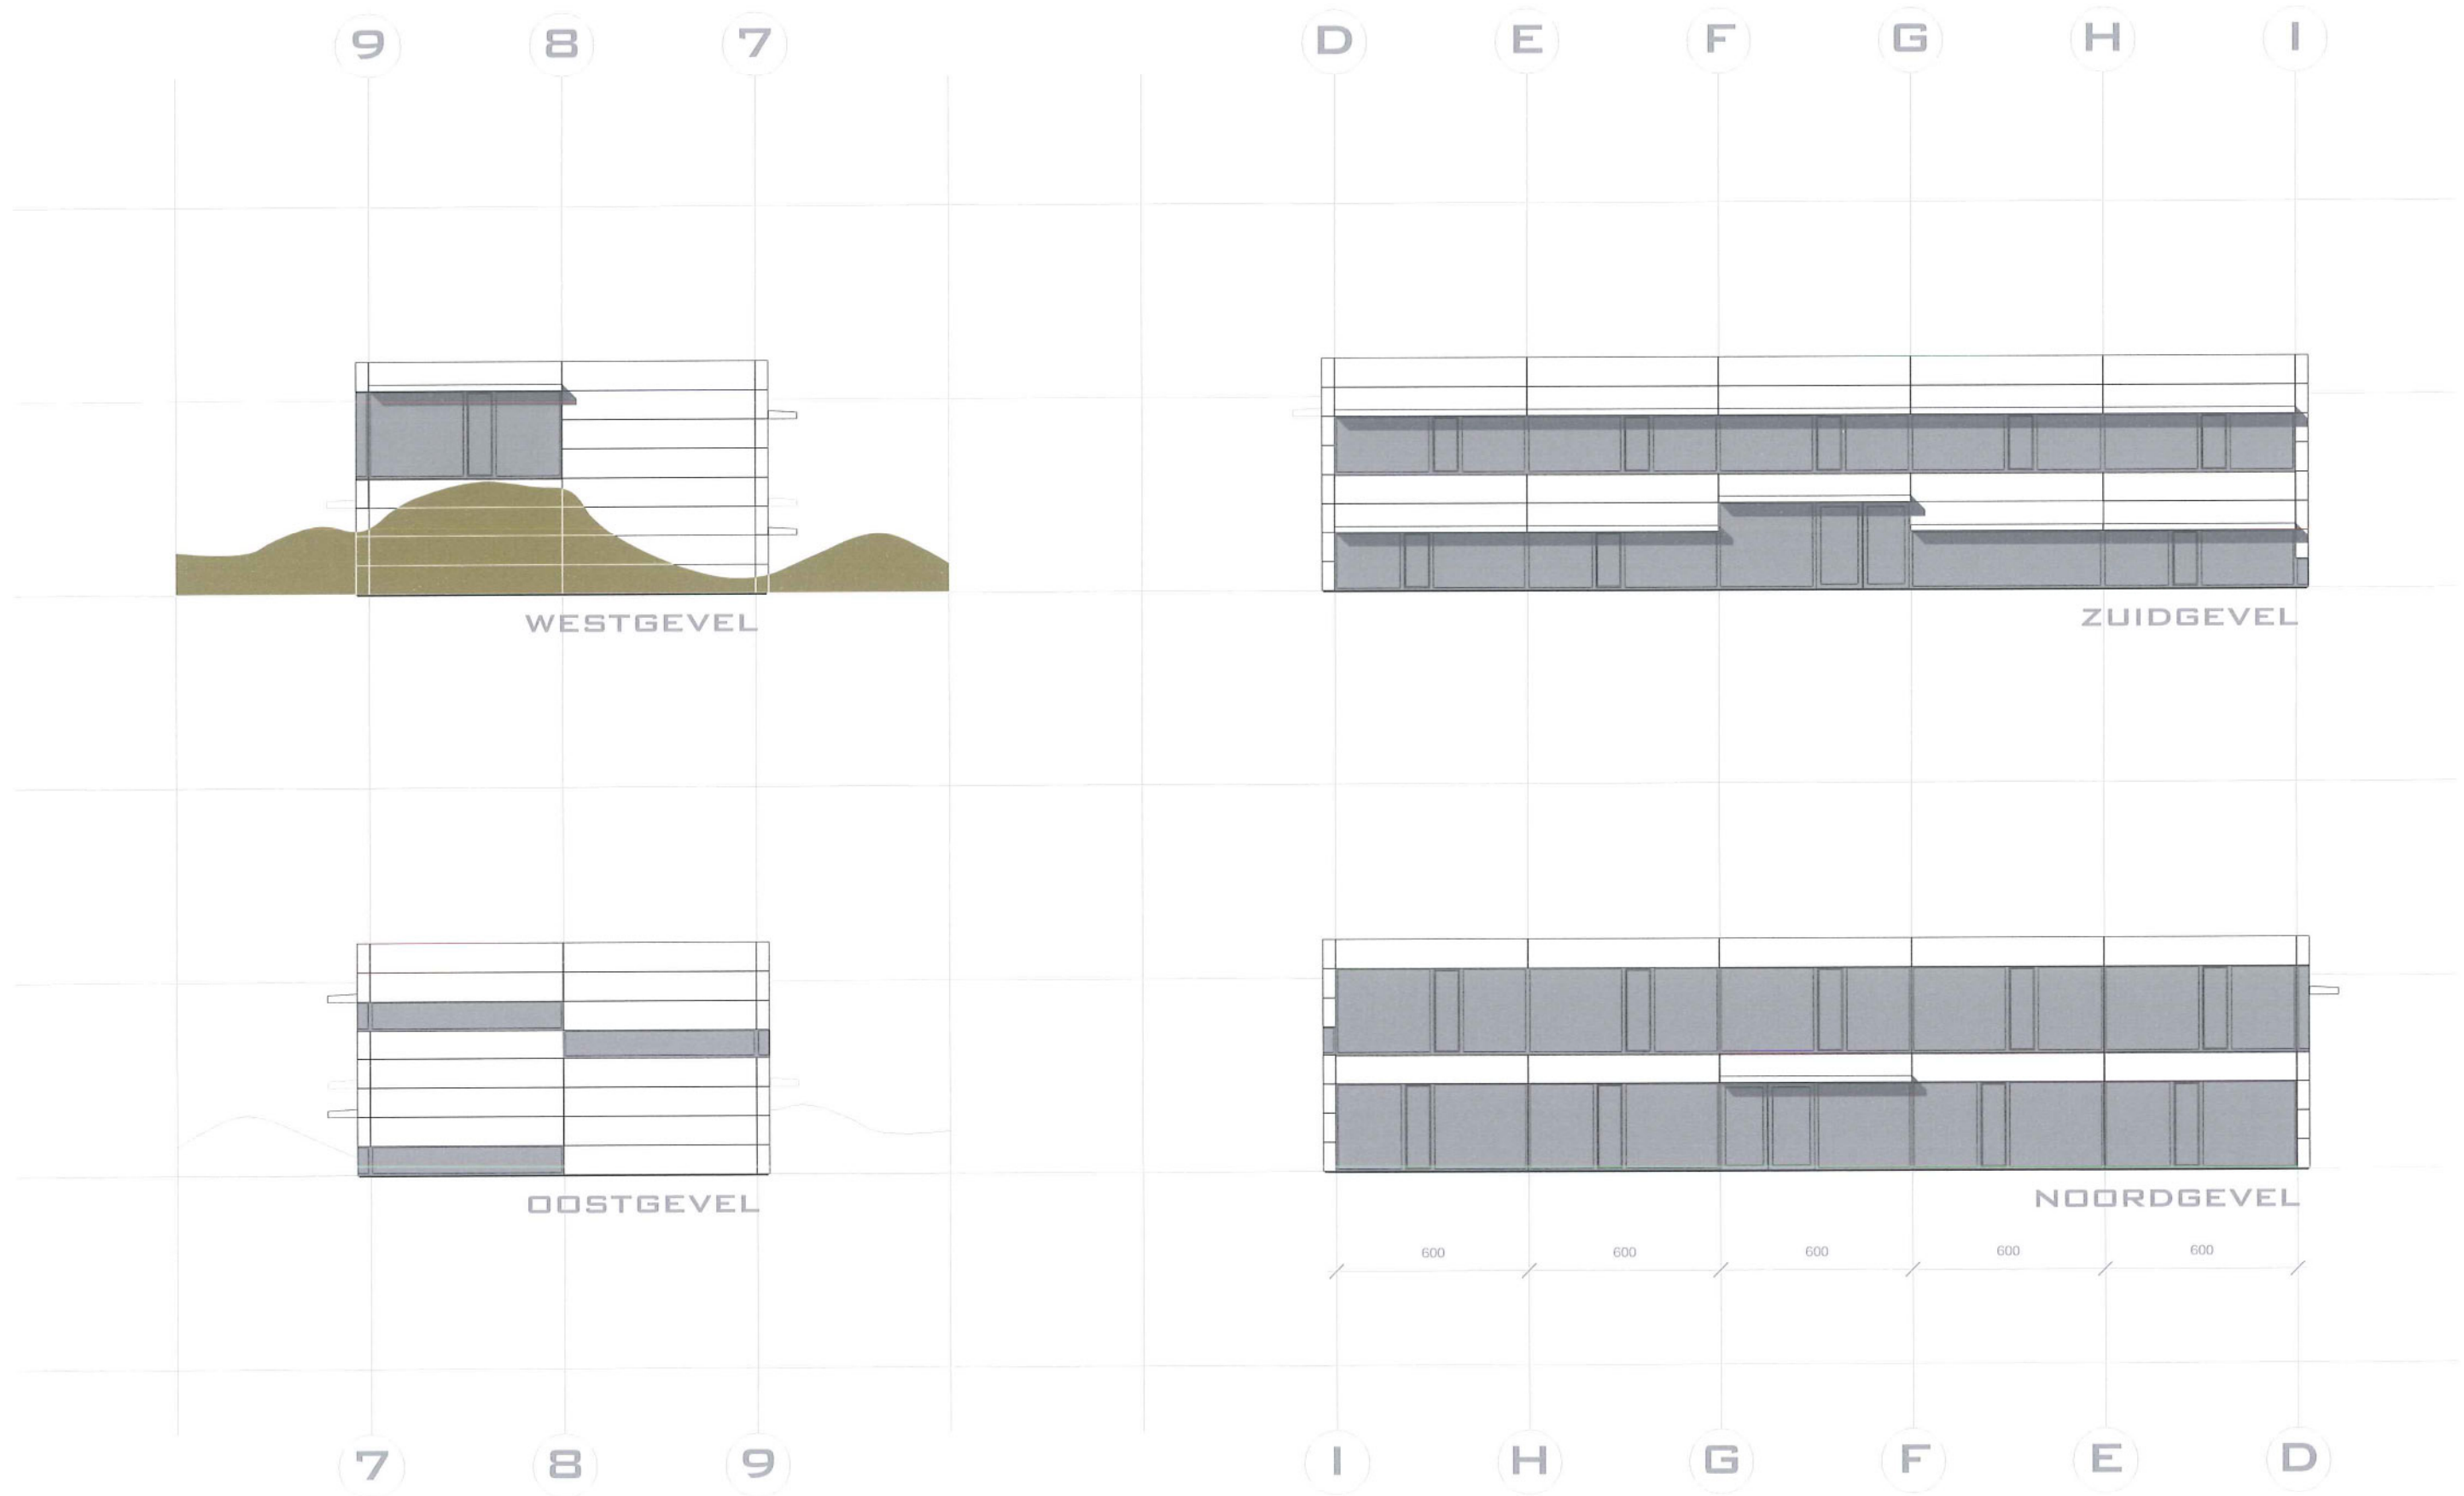 9 8 7 D E F G H I
WESTGEVEL ZUIDGEVEL
OOSTGEVEL NOORDGEVEL
600 600 600 600 600
7 8 9 I H G F E D